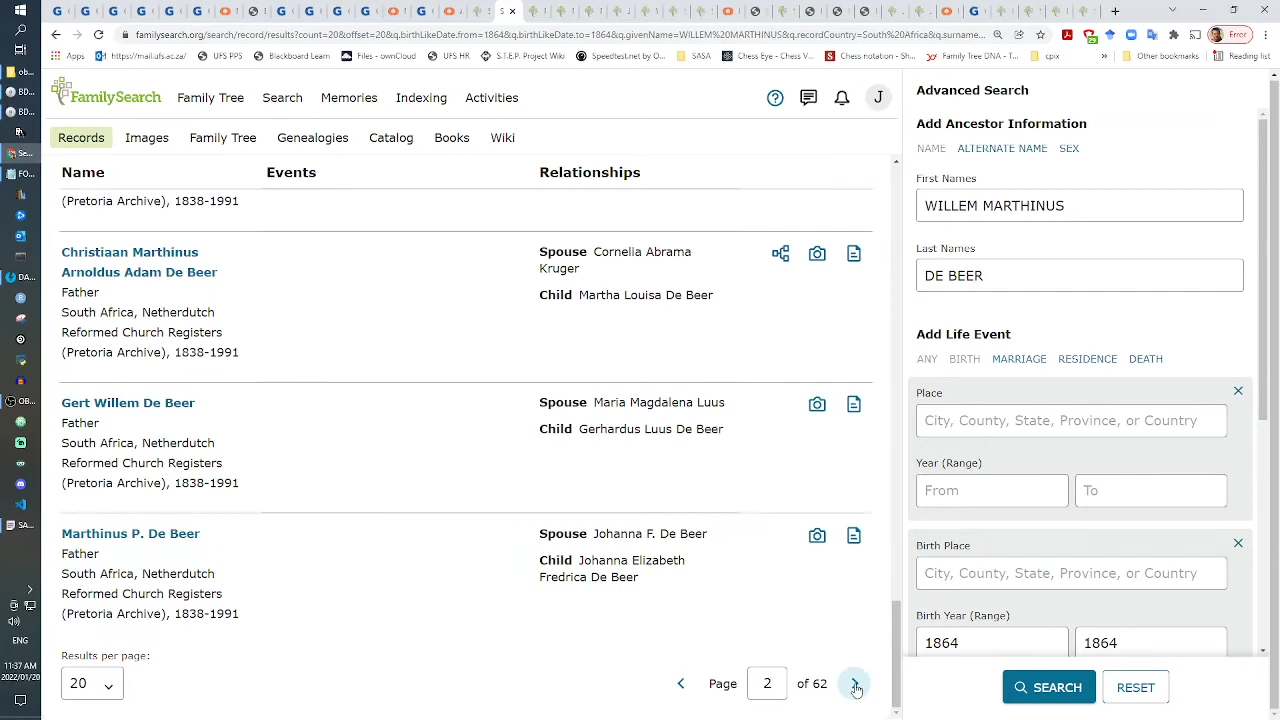 familysearch.org/search/record/results?count=20&offset=20&q.birthLikeDate.from=1864&q.birthLikeDate.to=1864&q.givenName=WILLEM%20MARTHINUS&q.recordCountry=South%20Africa&q.surname...
Error
Apps
https://mail.ufs.ac.za/
UFS PPS
Blackboard Learn
Files - ownCloud
UFS HR
S.T.I.P. Project Wiki
Speedtest.net by O...
SASA
Chess Eye - Chess V...
Chess notation - Sh...
Family Tree DNA - T...
cpix
»
Other bookmarks
Reading list
FamilySearch
Family Tree
Search
Memories
Indexing
Activities
J
Records
Images
Family Tree
Genealogies
Catalog
Books
Wiki
Name
Events
Relationships
(Pretoria Archive), 1838-1991
Christiaan Marthinus
Arnoldus Adam De Beer
Father
South Africa, Netherdutch
Reformed Church Registers
(Pretoria Archive), 1838-1991
Spouse Cornelia Abrama
Kruger
Child Martha Louisa De Beer
Gert Willem De Beer
Father
South Africa, Netherdutch
Reformed Church Registers
(Pretoria Archive), 1838-1991
Spouse Maria Magdalena Luus
Child Gerhardus Luus De Beer
Marthinus P. De Beer
Father
South Africa, Netherdutch
Reformed Church Registers
(Pretoria Archive), 1838-1991
Spouse Johanna F. De Beer
Child Johanna Elizabeth
Fredrica De Beer
Results per page:
20
Page
2
of 62
Advanced Search
Add Ancestor Information
NAME ALTERNATE NAME SEX
First Names
WILLEM MARTHINUS
Last Names
DE BEER
Add Life Event
ANY BIRTH MARRIAGE RESIDENCE DEATH
Place
City, County, State, Province, or Country
Year (Range)
From
To
Birth Place
City, County, State, Province, or Country
Birth Year (Range)
1864
1864
SEARCH
RESET
ENG
11:37 AM
2022/01/20